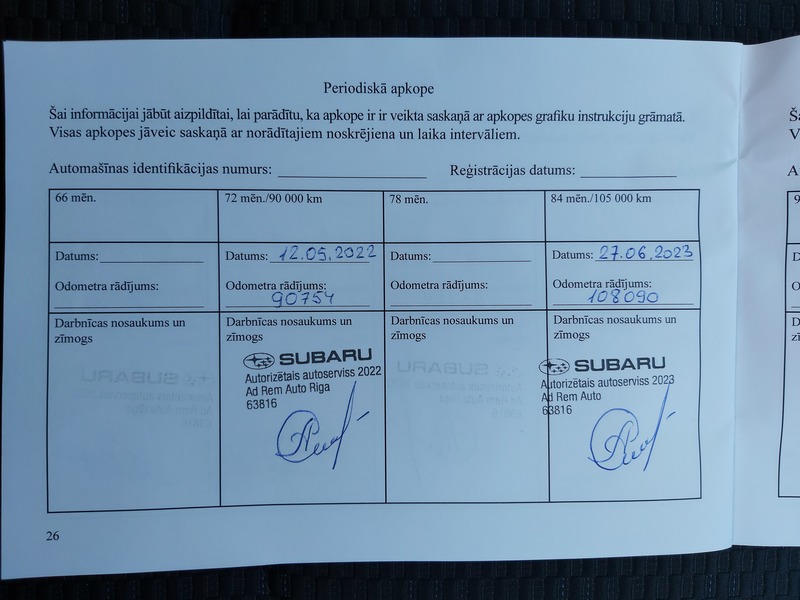 Periodiskā apkope
Šai informācijai jābūt aizpildītai, lai parādītu, ka apkope ir ir veikta saskaņā ar apkopes grafiku instrukciju grāmatā.
Visas apkopes jāveic saskaņā ar norādītajiem noskrējiena un laika intervāliem.
Automašīnas identifikācijas numurs:
Reģistrācijas datums:
66 mēn.
72 mēn./90 000 km
78 mēn.
84 mēn./105 000 km
Datums:
Datums: 12.05.2022
Datums:
Datums: 27.06.2023
Odometra rādījums:
Odometra rādījums:
90754
Odometra rādījums:
Odometra rādījums:
108090
Darbnīcas nosaukums un
zīmogs
Darbnīcas nosaukums un
zīmogs
SUBARU
Autorizētais autoserviss 2022
Ad Rem Auto Riga
63816
Darbnīcas nosaukums un
zīmogs
Darbnīcas nosaukums un
zīmogs
SUBARU
Autorizētais autoserviss 2023
Ad Rem Auto
63816
26